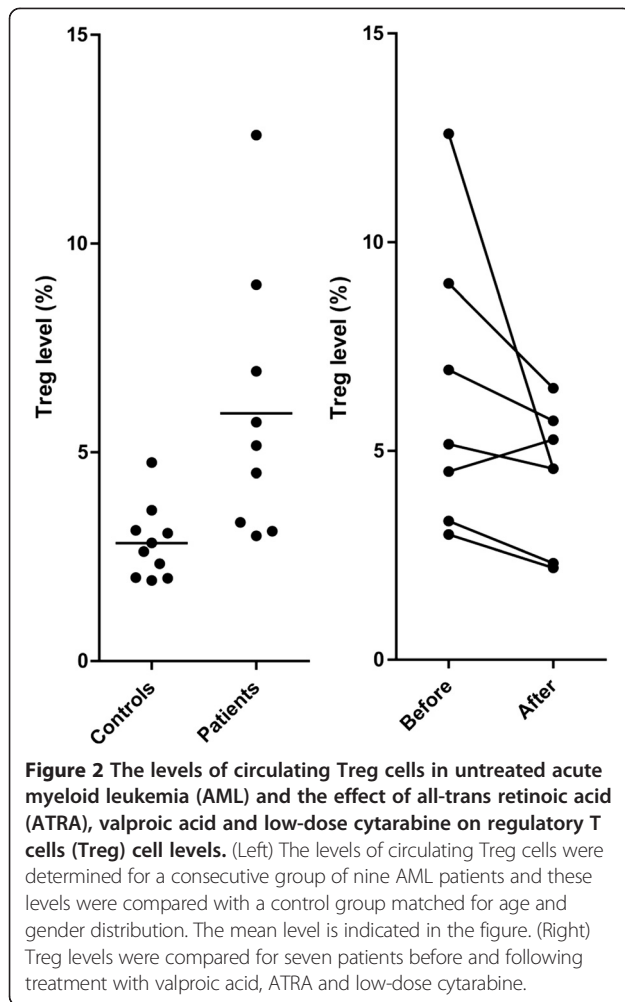 15
10
5
0
Treg level (%)
Controls
Patients
15
10
5
0
Treg level (%)
Before
After
Figure 2 The levels of circulating Treg cells in untreated acute
myeloid leukemia (AML) and the effect of all-trans retinoic acid
(ATRA), valproic acid and low-dose cytarabine on regulatory T
cells (Treg) cell levels. (Left) The levels of circulating Treg cells were
determined for a consecutive group of nine AML patients and these
levels were compared with a control group matched for age and
gender distribution. The mean level is indicated in the figure. (Right)
Treg levels were compared for seven patients before and following
treatment with valproic acid, ATRA and low-dose cytarabine.